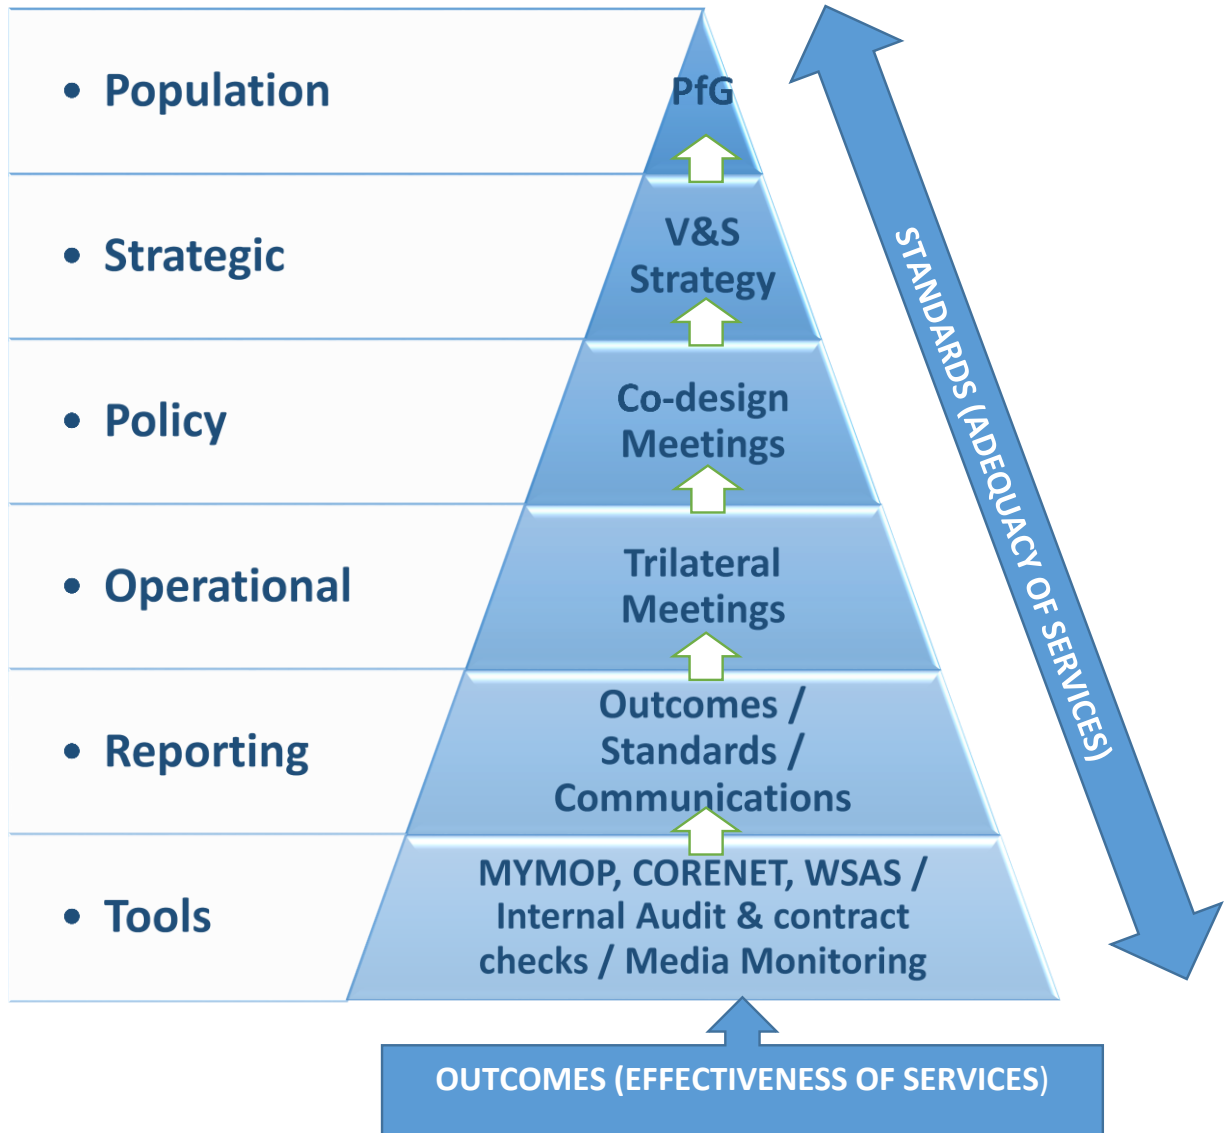 • Population
PfG
• Strategic
V&S
Strategy
• Policy
Co-design
Meetings
• Operational
Trilateral
Meetings
• Reporting
Outcomes /
Standards /
Communications
• Tools
MYMOP, CORENET, WSAS /
Internal Audit & contract
checks / Media Monitoring
STANDARDS (ADEQUACY OF SERVICES)
OUTCOMES (EFFECTIVENESS OF SERVICES)